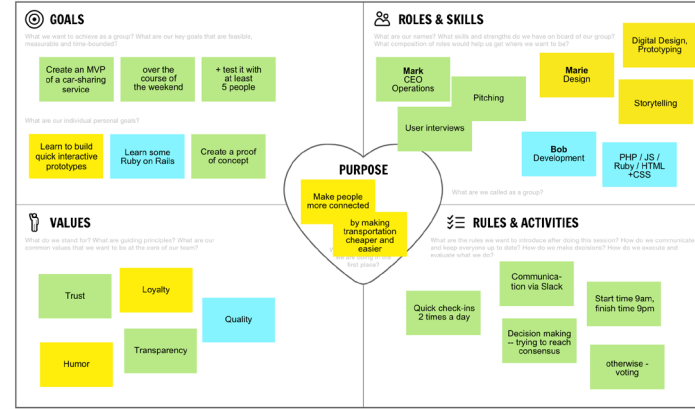 GOALS
What we want to achieve as a group? What are our key goals that are feasible,
measurable and time-bounded?
Create an MVP
of a car-sharing
service
over the
course of
the weekend
+ test it with
at least
5 people
What are our individual personal goals?
Learn to build
quick interactive
prototypes
Learn some
Ruby on Rails
Create a proof
of concept
ROLES & SKILLS
What are our names? What skills and strengths do we have on board of our group?
What composition of roles would help us get where we want to be?
Mark
CEO
Operations
Pitching
User interviews
Marie
Design
Digital Design,
Prototyping
Storytelling
Bob
Development
PHP / JS /
Ruby / HTML
+CSS
What are we called as a group?
PURPOSE
Make people
more connected
by making
transportation
cheaper and
easier
first place?
VALUES
What do we stand for? What are guiding principles? What are our
common values that we want to be at the core of our team?
Trust
Loyalty
Quality
Humor
Transparency
RULES & ACTIVITIES
What are the rules we want to introduce after doing this session? How do we communicate
and keep everyone up to date? How do we make decisions? How do we execute and
evaluate what we do?
Quick check-ins
2 times a day
Communica-
tion via Slack
Start time 9am,
finish time 9pm
Decision making
-- trying to reach
consensus
otherwise -
voting